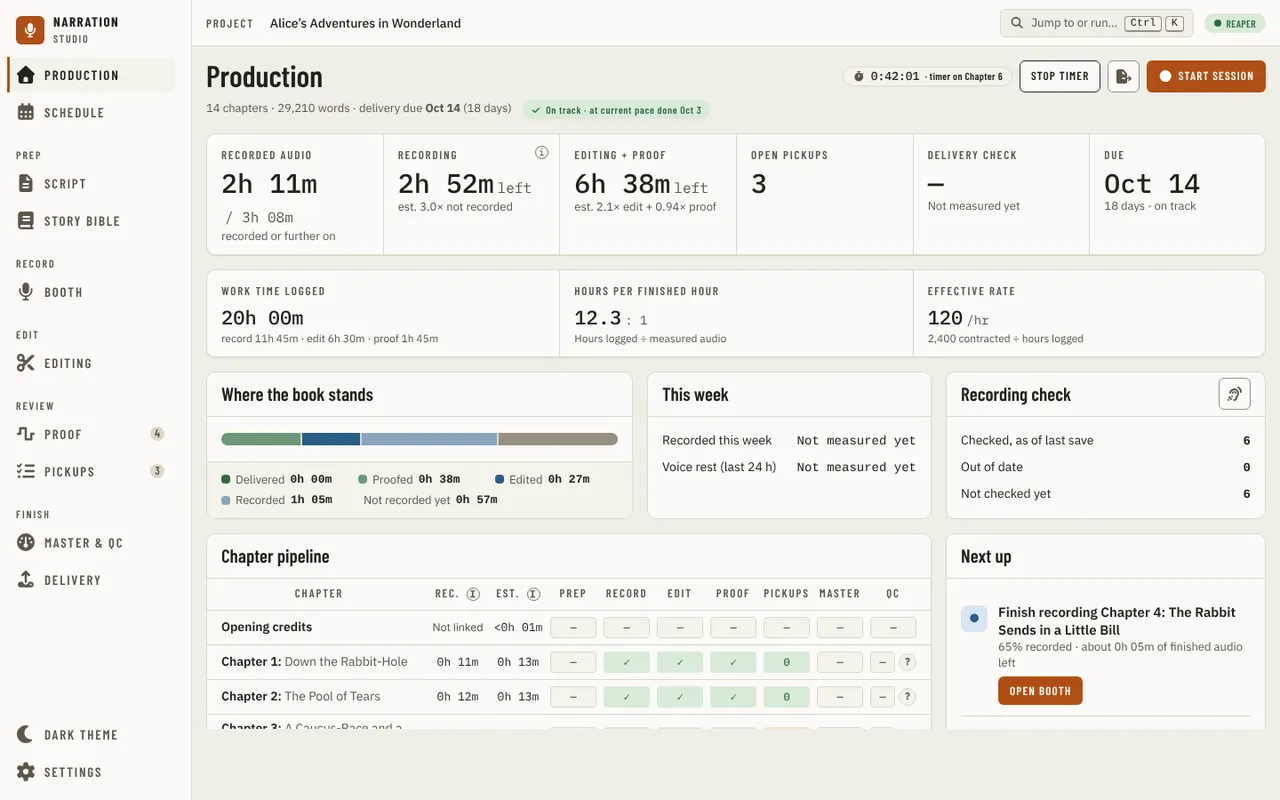 NARRATION
STUDIO
PRODUCTION
SCHEDULE
PREP
SCRIPT
STORY BIBLE
RECORD
BOOTH
EDIT
EDITING
REVIEW
PROOF 4
PICKUPS 3
FINISH
MASTER & QC
DELIVERY
DARK THEME
SETTINGS
PROJECT Alice's Adventures in Wonderland
Jump to or run... Ctrl K
REAPER
Production
0:42:01 · timer on Chapter 6
STOP TIMER
START SESSION
14 chapters · 29,210 words · delivery due Oct 14 (18 days)
✓ On track · at current pace done Oct 3
RECORDED AUDIO
2h 11m
/ 3h 08m
recorded or further on
RECORDING
2h 52m left
est. 3.0× not recorded
EDITING + PROOF
6h 38m left
est. 2.1× edit + 0.94× proof
OPEN PICKUPS
3
DELIVERY CHECK
—
Not measured yet
DUE
Oct 14
18 days · on track
WORK TIME LOGGED
20h 00m
record 11h 45m · edit 6h 30m · proof 1h 45m
HOURS PER FINISHED HOUR
12.3 : 1
Hours logged ÷ measured audio
EFFECTIVE RATE
120 /hr
2,400 contracted ÷ hours logged
Where the book stands
Delivered 0h 00m Proofed 0h 38m Edited 0h 27m
Recorded 1h 05m Not recorded yet 0h 57m
This week
Recorded this week Not measured yet
Voice rest (last 24 h) Not measured yet
Recording check
Checked, as of last save 6
Out of date 0
Not checked yet 6
Chapter pipeline
CHAPTER REC. EST. PREP RECORD EDIT PROOF PICKUPS MASTER QC
Opening credits Not linked <0h 01m — — — — — — —
Chapter 1: Down the Rabbit-Hole 0h 11m 0h 13m — ✓ ✓ ✓ 0 — — ?
Chapter 2: The Pool of Tears 0h 12m 0h 13m — ✓ ✓ ✓ 0 — — ?
Chapter 3: A Caucus-Race and a
Next up
Finish recording Chapter 4: The Rabbit
Sends in a Little Bill
65% recorded · about 0h 05m of finished audio
left
OPEN BOOTH